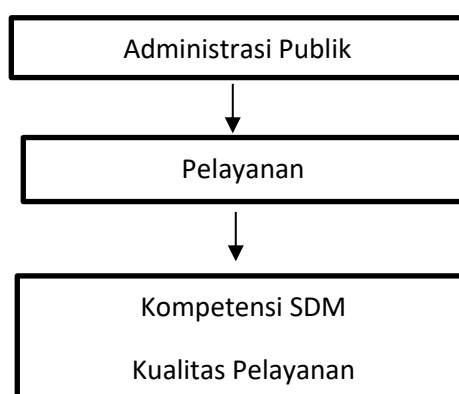 Administrasi Publik
Pelayanan
Kompetensi SDM
Kualitas Pelayanan